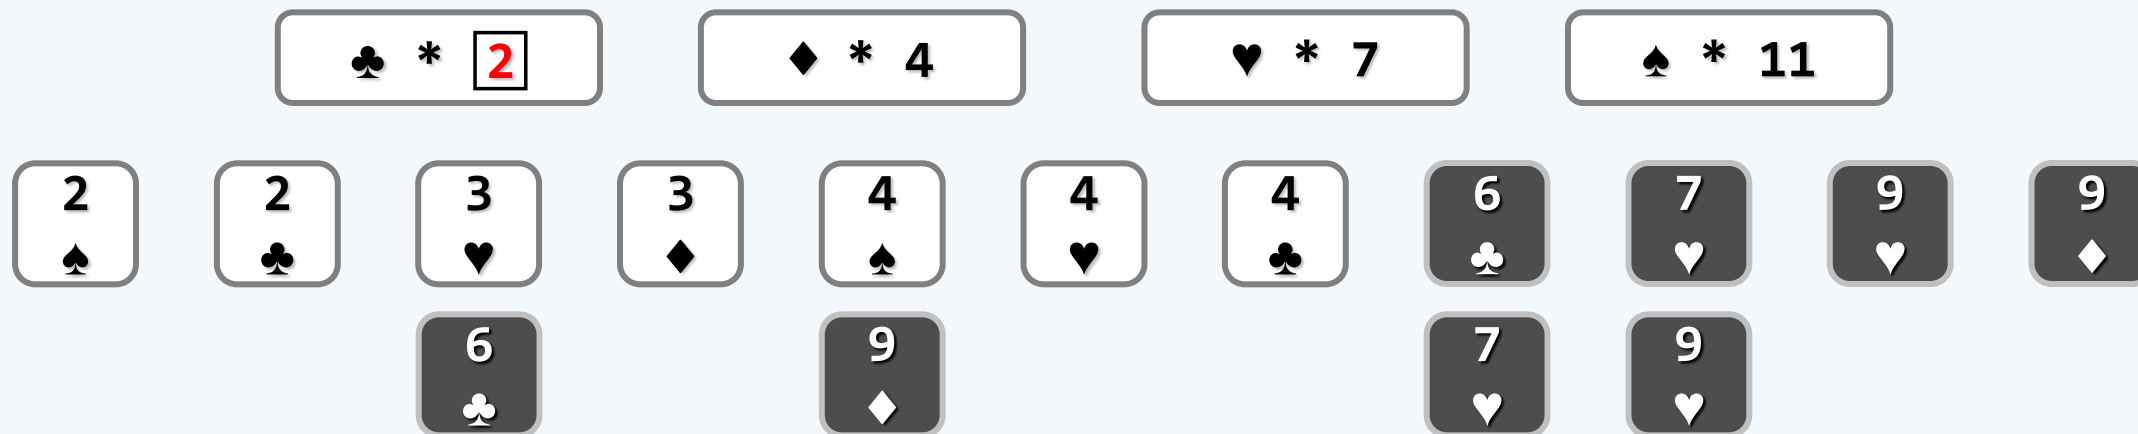 ♣ * 2 ♦ * 4 ♥ * 7 ♠ * 11
2 2 3 3 4 4 4 6 7 9 9
♠ ♣ ♥ ♦ ♠ ♥ ♣ ♣ ♥ ♥ ♦
6 9 7 9
♣ ♦ ♥ ♥